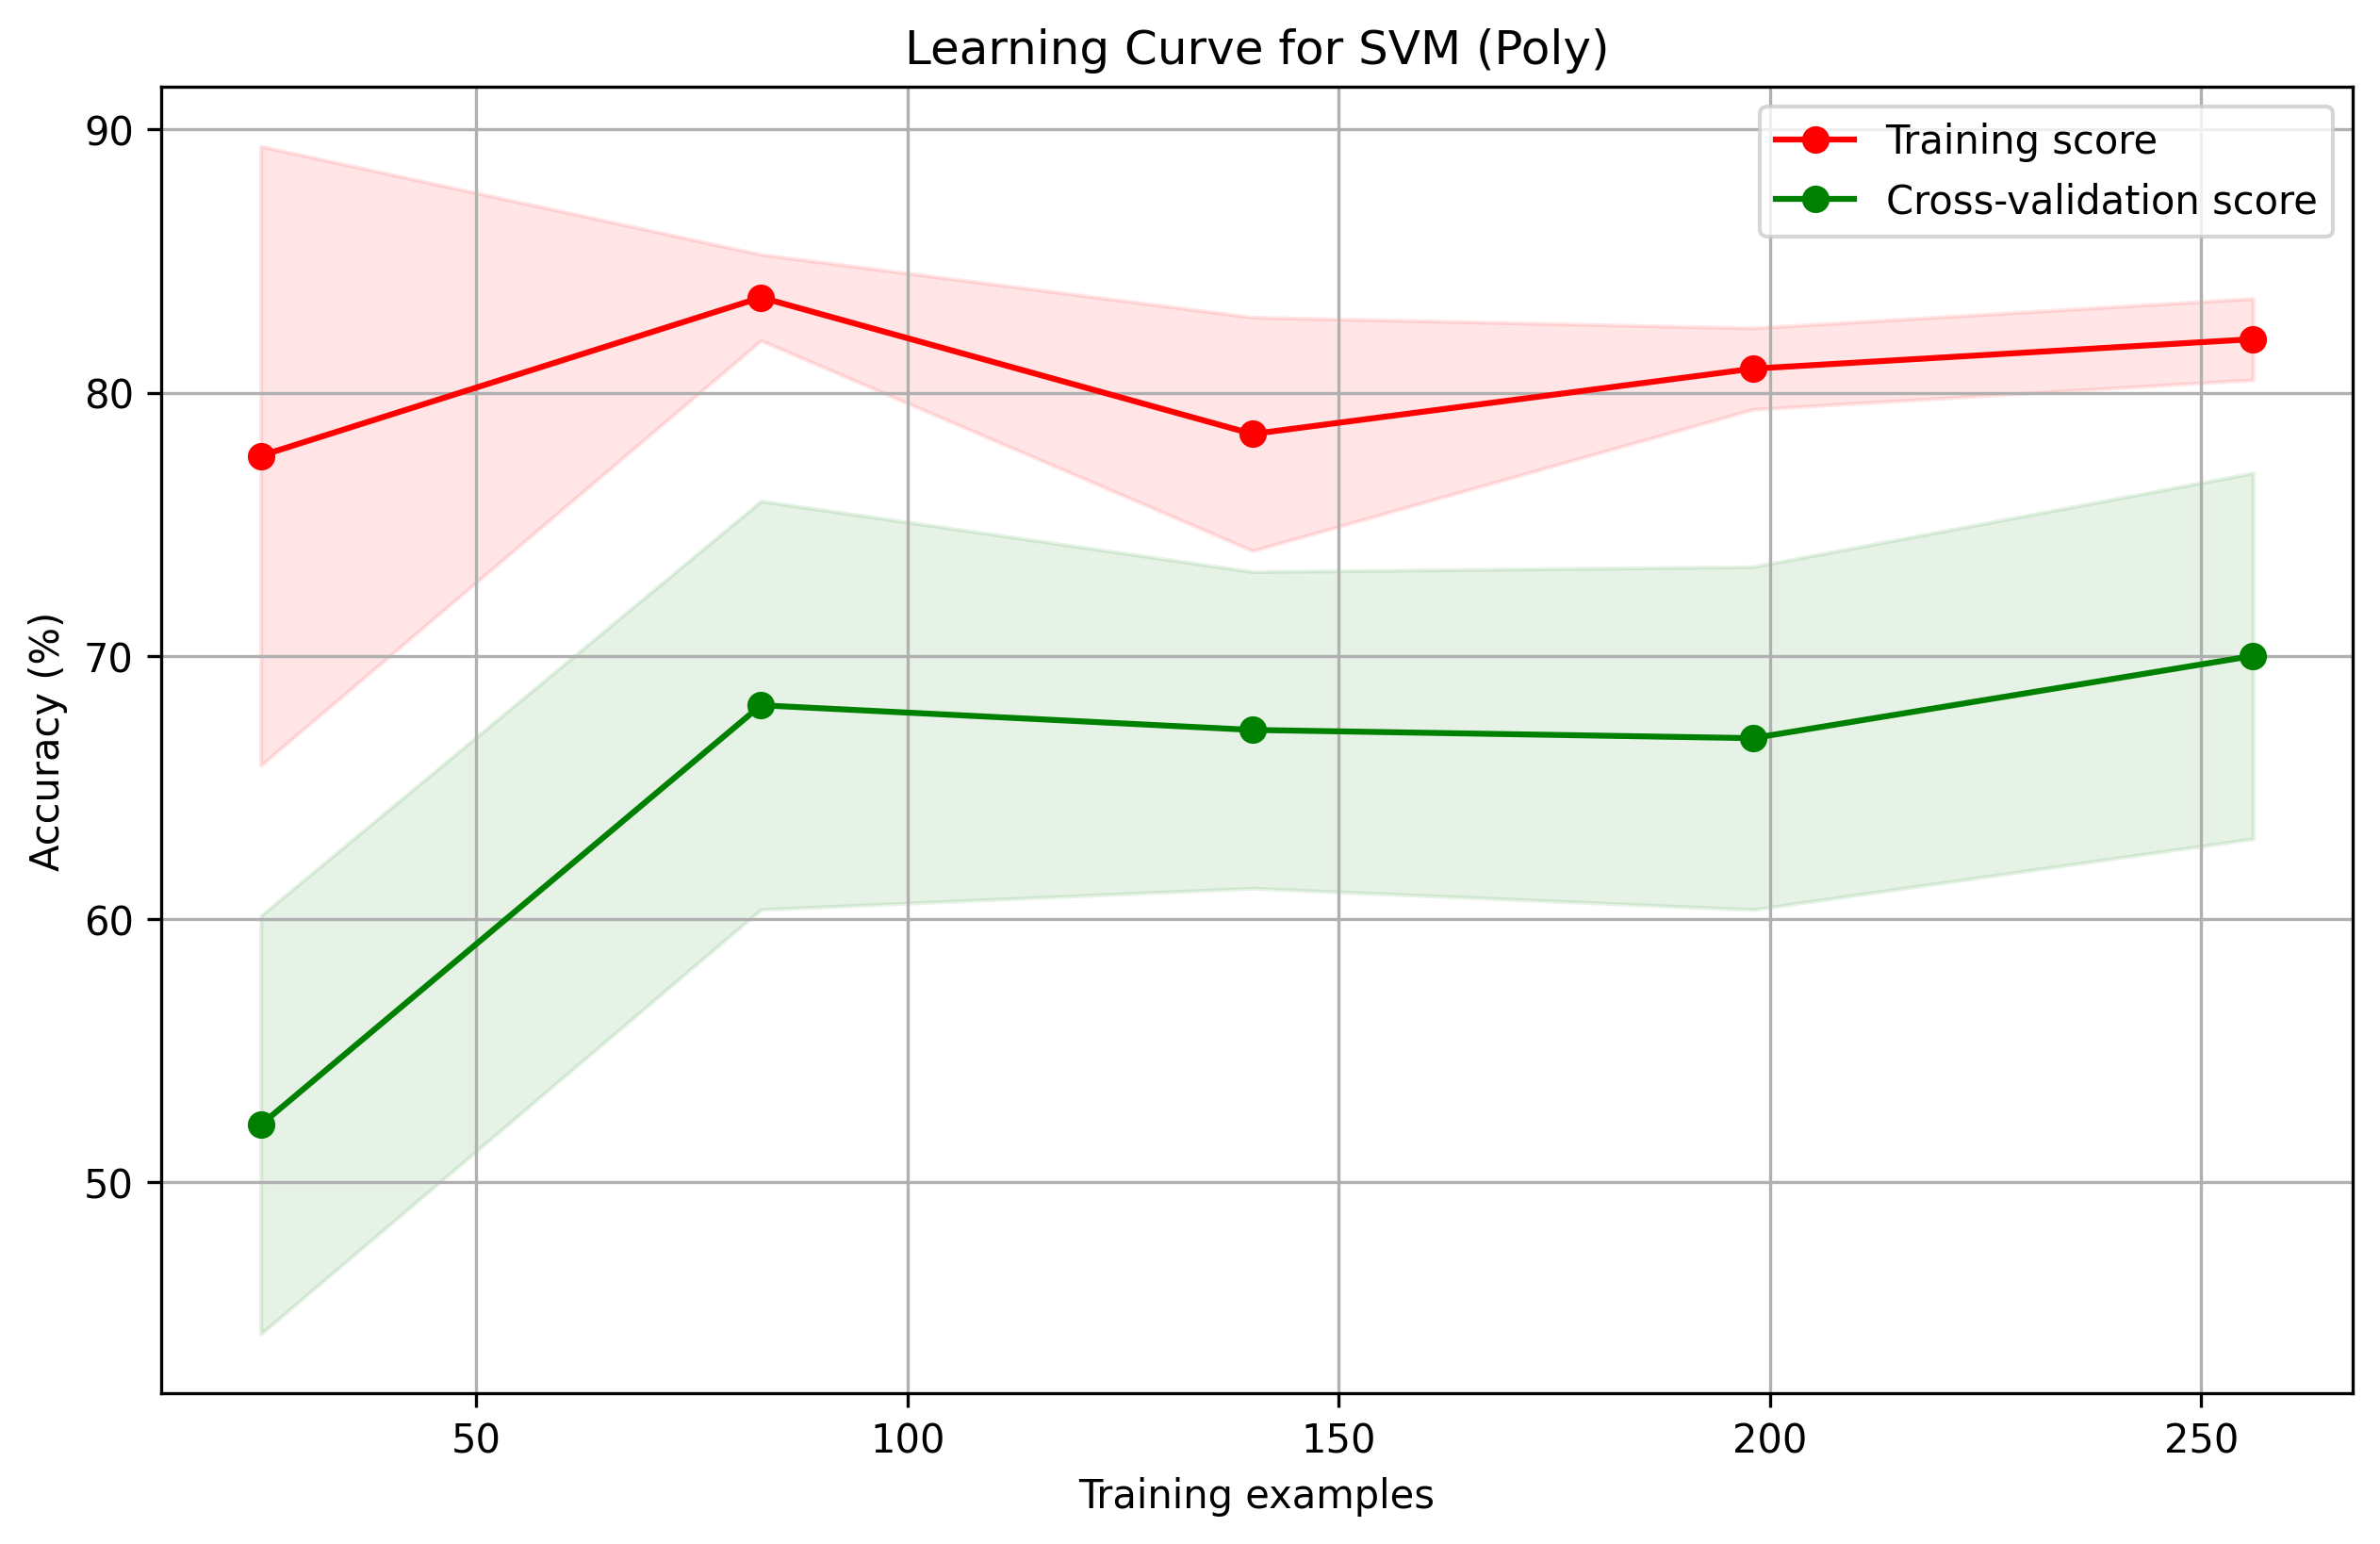 Learning Curve for SVM (Poly)
Training score
Cross-validation score
Accuracy (%)
90
80
70
60
50
50 100 150 200 250
Training examples